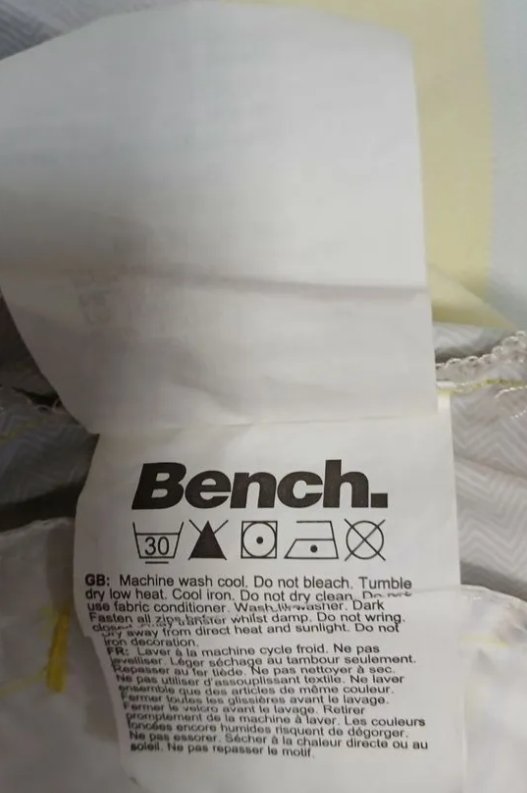 Bench.
30
GB: Machine wash cool. Do not bleach. Tumble
dry low heat. Cool iron. Do not dry clean.
use fabric conditioner. Wash Dark
Fasten all zips whilst damp. Do not wring.
Dry away from direct heat and sunlight. Do not
iron decoration.
FR: Laver à la machine cycle froid. Ne pas
Javelliser. Léger séchage au tambour seulement.
Repasser au fer tiède. Ne pas nettoyer à sec.
Ne pas utiliser d'assouplissant textile. Ne laver
ensemble que des articles de même couleur.
Fermer toutes les glissières avant le lavage.
Fermer le velcro avant le lavage. Retirer
promptement de la machine à laver. Les couleurs
foncées encore humides risquent de dégorger.
Ne pas essorer. Sécher à la chaleur directe ou au
soleil. Ne pas repasser le motif.